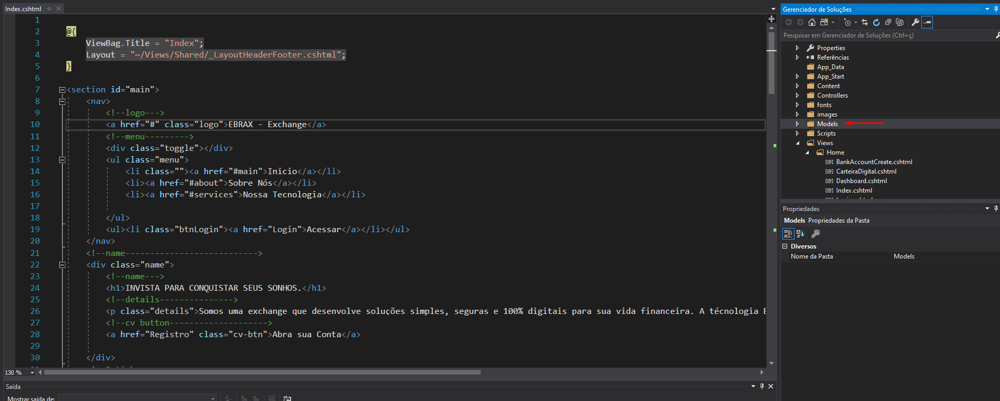 Index.cshtml
1
2 @{
3 ViewBag.Title = "Index";
4 Layout = "~/Views/Shared/_LayoutHeaderFooter.cshtml";
5 }
6
7 <section id="main">
8 <nav>
9 <!--logo--->
10 <a href="#" class="logo">EBRAX - Exchange</a>
11 <!--menu--------->
12 <div class="toggle"></div>
13 <ul class="menu">
14 <li class=""><a href="#main">Inicio</a></li>
15 <li><a href="#about">Sobre Nós</a></li>
16 <li><a href="#services">Nossa Tecnologia</a></li>
17
18 </ul>
19 <ul><li class="btnLogin"><a href="Login">Acessar</a></li></ul>
20 </nav>
21 <!--name--------------------------->
22 <div class="name">
23 <!--name--->
24 <h1>INVISTA PARA CONQUISTAR SEUS SONHOS.</h1>
25 <!--details--------------->
26 <p class="details">Somos uma exchange que desenvolve soluções simples, seguras e 100% digitais para sua vida financeira. A técnologia E
27 <!--cv button-------------------->
28 <a href="Registro" class="cv-btn">Abra sua Conta</a>
29
30 </div>
130 %
Saída
Mostrar saída de:
Gerenciador de Soluções
Pesquisar em Gerenciador de Soluções (Ctrl+ç)
Properties
Referências
App_Data
App_Start
Content
Controllers
fonts
images
Models
Scripts
Views
Home
BankAccountCreate.cshtml
CarteiraDigital.cshtml
Dashboard.cshtml
Index.cshtml
Propriedades
Models Propriedades da Pasta
Diversos
Nome da Pasta Models